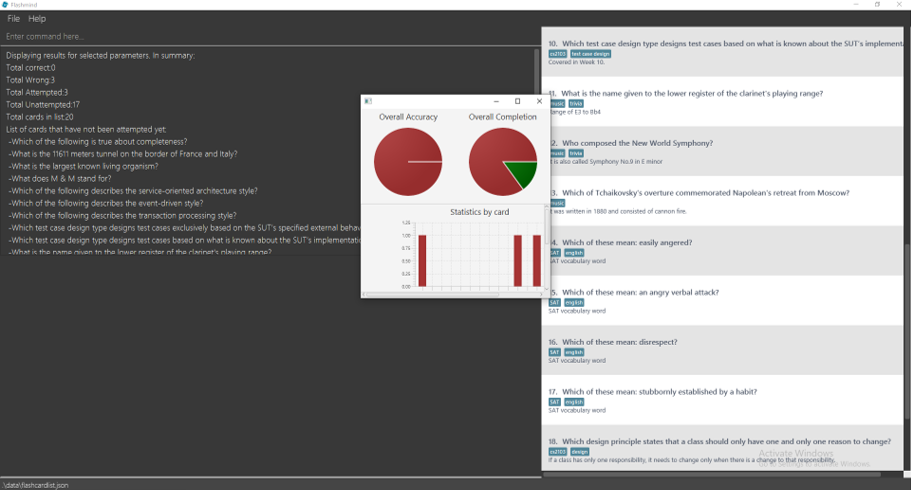 Flashmind
File Help
Enter command here...
Displaying results for selected parameters. In summary:
Total correct:0
Total Wrong:3
Total Attempted:3
Total Unattempted:17
Total cards in list:20
List of cards that have not been attempted yet:
-Which of the following is true about completeness?
-What is the 11611 meters tunnel on the border of France and Italy?
-What is the largest known living organism?
-What does M & M stand for?
-Which of the following describes the service-oriented architecture style?
-Which of the following describes the event-driven style?
-Which of the following describes the transaction processing style?
-Which test case design type designs test cases exclusively based on the SUT's specified external behav
-Which test case design type designs test cases based on what is known about the SUT's implementatio
-What is the name given to the lower register of the clarinet's playing range?
Overall Accuracy
Overall Completion
Statistics by card
1.25
1.00
0.75
0.50
0.25
0.00
10. Which test case design type designs test cases based on what is known about the SUT's implement
cs2103 test case design
Covered in Week 10.
11. What is the name given to the lower register of the clarinet's playing range?
music trivia
ange of E3 to Bb4
2. Who composed the New World Symphony?
music trivia
is also called Symphony No.9 in E minor
3. Which of Tchaikovsky's overture commemorated Napolean's retreat from Moscow?
music
t was written in 1880 and consisted of cannon fire.
4. Which of these mean: easily angered?
SAT english
SAT vocabulary word
5. Which of these mean: an angry verbal attack?
SAT english
SAT vocabulary word
16. Which of these mean: disrespect?
SAT english
SAT vocabulary word
17. Which of these mean: stubbornly established by a habit?
SAT english
SAT vocabulary word
18. Which design principle states that a class should only have one and only one reason to change?
cs2103 design
If a class has only one responsibility, it needs to change only when there is a change to that responsibility.
Activate Windows
Go to Settings to activate Windows.
.\data\flashcardlist.json